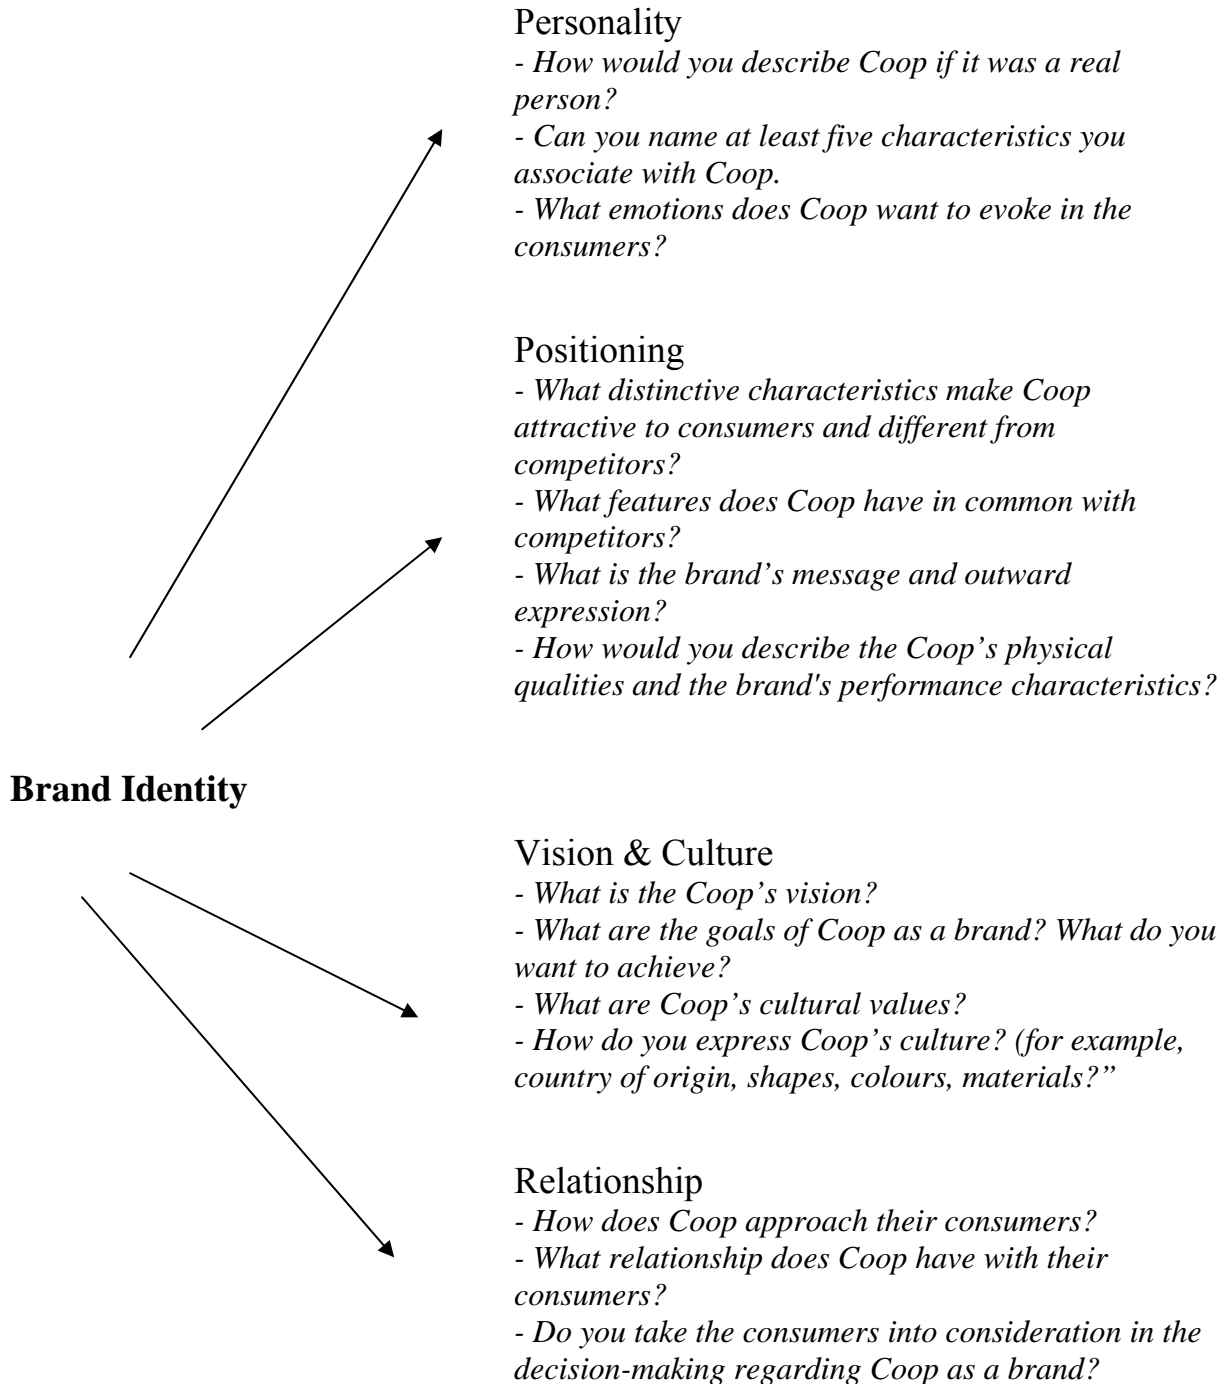 Personality
- How would you describe Coop if it was a real
person?
- Can you name at least five characteristics you
associate with Coop.
- What emotions does Coop want to evoke in the
consumers?
Positioning
- What distinctive characteristics make Coop
attractive to consumers and different from
competitors?
- What features does Coop have in common with
competitors?
- What is the brand’s message and outward
expression?
- How would you describe the Coop’s physical
qualities and the brand's performance characteristics?
Brand Identity
Vision & Culture
- What is the Coop’s vision?
- What are the goals of Coop as a brand? What do you
want to achieve?
- What are Coop’s cultural values?
- How do you express Coop’s culture? (for example,
country of origin, shapes, colours, materials?”
Relationship
- How does Coop approach their consumers?
- What relationship does Coop have with their
consumers?
- Do you take the consumers into consideration in the
decision-making regarding Coop as a brand?